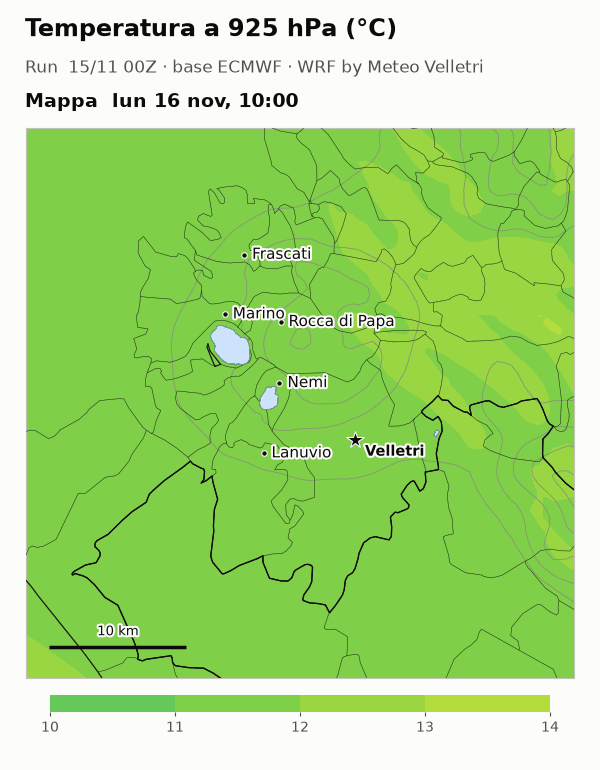 Temperatura a 925 hPa (°C)
Run  15/11 00Z · base ECMWF · WRF by Meteo Velletri
Mappa  lun 16 nov, 10:00
Frascati
Marino
Rocca di Papa
Nemi
Velletri
Lanuvio
10 km
10 11 12 13 14